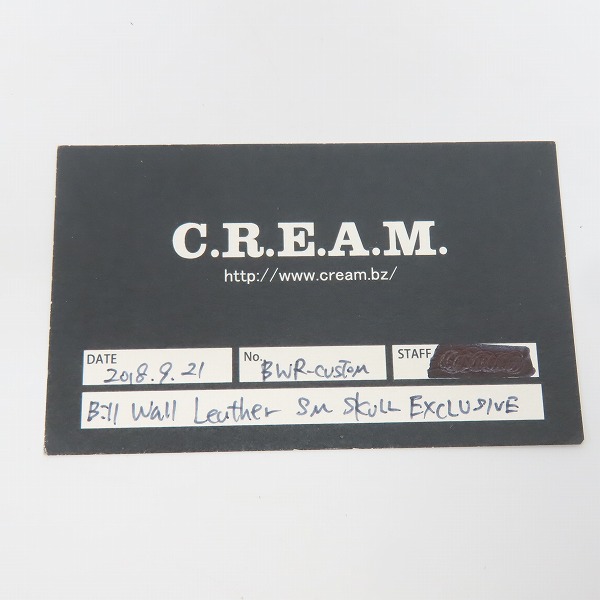 C.R.E.A.M.
http://www.cream.bz/
DATE 2018.9.21 No. BWR-custom STAFF
Bill Wall Leather Sm SKULL EXCLUSIVE